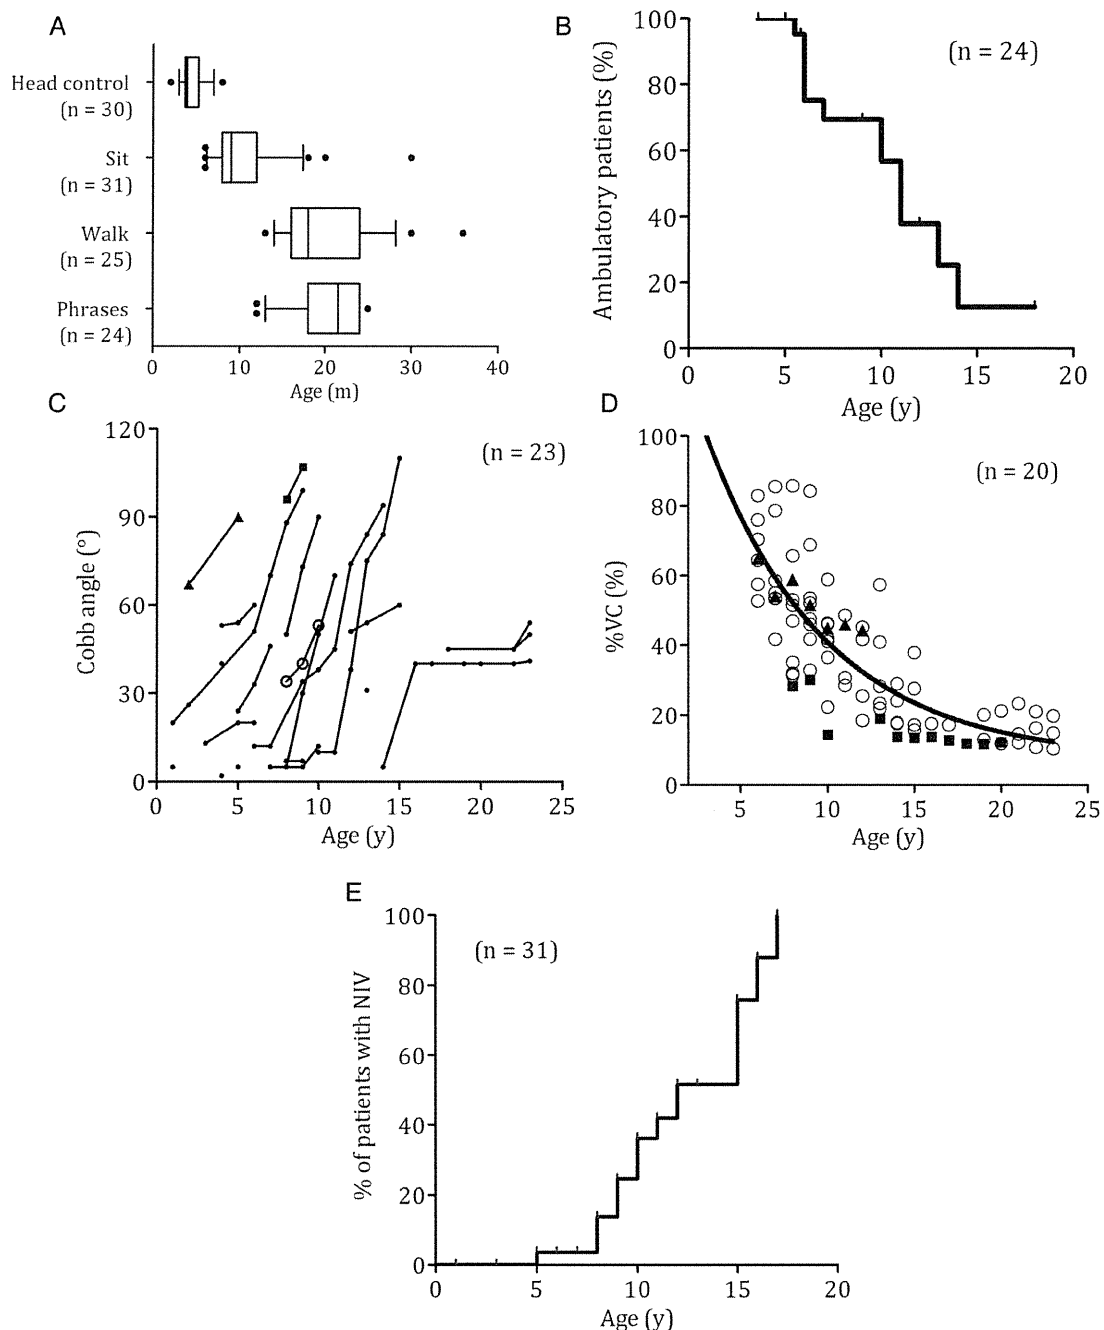 A
Head control
(n = 30)
Sit
(n = 31)
Walk
(n = 25)
Phrases
(n = 24)
0 10 20 30 40
Age (m)
B
Ambulatory patients (%)
100
80
60
40
20
0
(n = 24)
0 5 10 15 20
Age (y)
C
Cobb angle (°)
120
90
60
30
0
(n = 23)
0 5 10 15 20 25
Age (y)
D
%VC (%)
100
80
60
40
20
0
(n = 20)
5 10 15 20 25
Age (y)
E
% of patients with NIV
100
80
60
40
20
0
(n = 31)
0 5 10 15 20
Age (y)